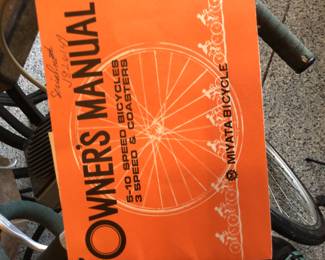 OWNER'S MANUAL
5-10 SPEED BICYCLES
3 SPEED & COASTERS
MIYATA BICYCLE